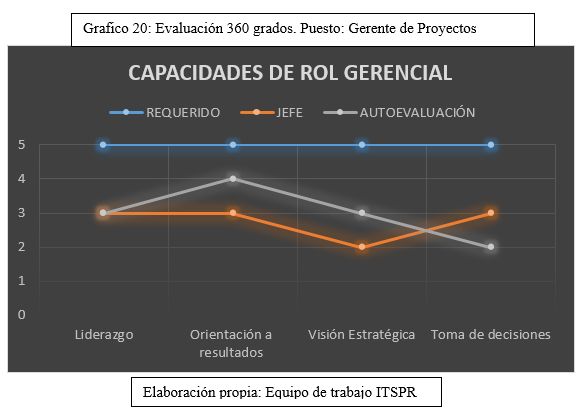 Grafíco 20: Evaluación 360 grados. Puesto: Gerente de Proyectos
CAPACIDADES DE ROL GERENCIAL
REQUERIDO JEFE AUTOEVALUACIÓN
5
4
3
2
1
0
Liderazgo
Orientación a
resultados
Visión Estratégica
Toma de decisiones
Elaboración propia: Equipo de trabajo ITSPR